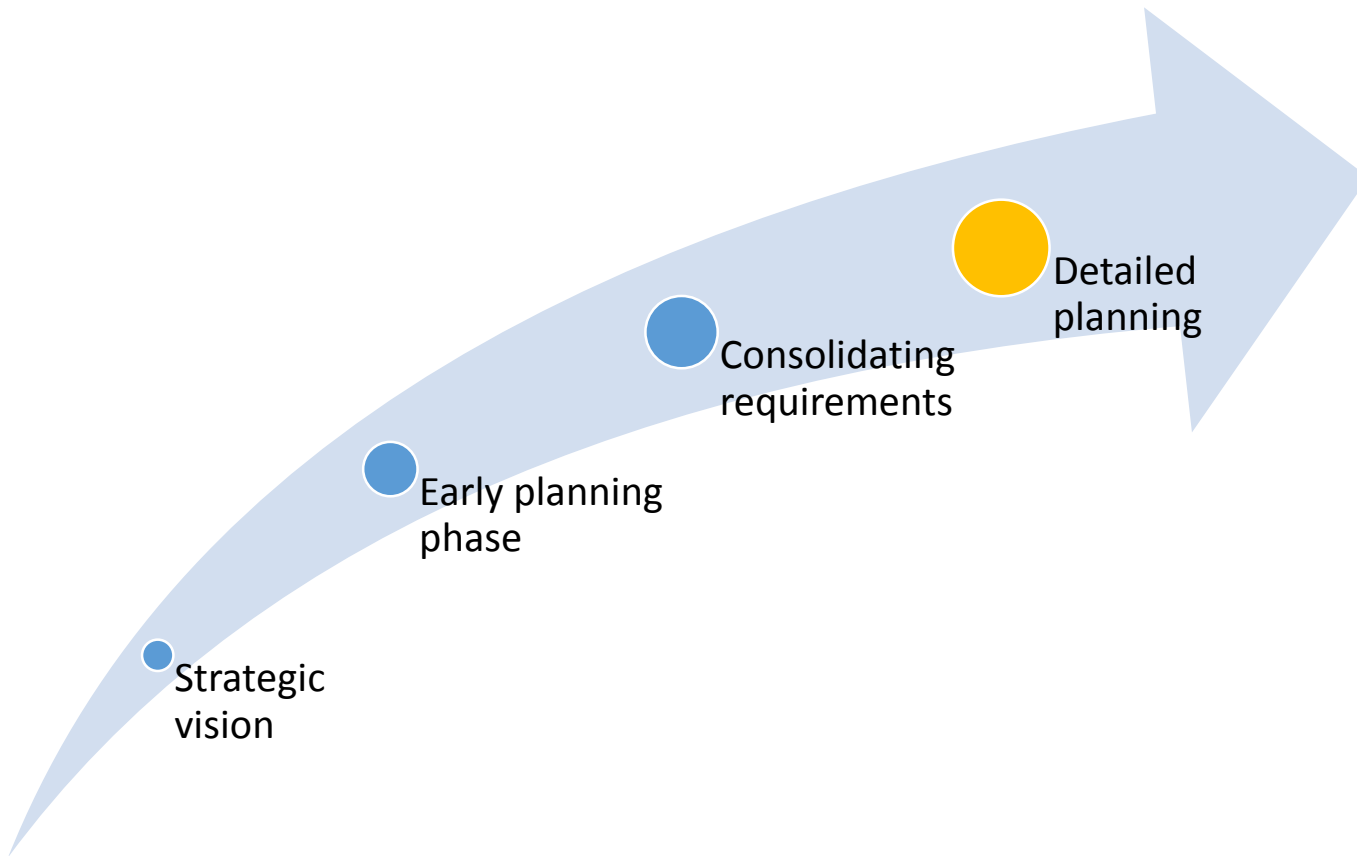 Strategic
vision
Early planning
phase
Consolidating
requirements
Detailed
planning